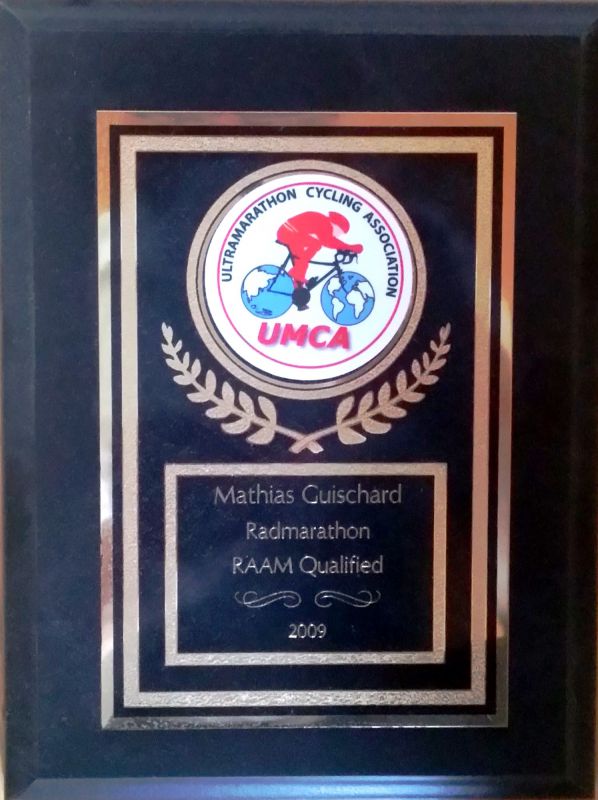 ULTRAMARATHON CYCLING ASSOCIATION
UMCA
Mathias Guischard
Radmarathon
RAAM Qualified
2009